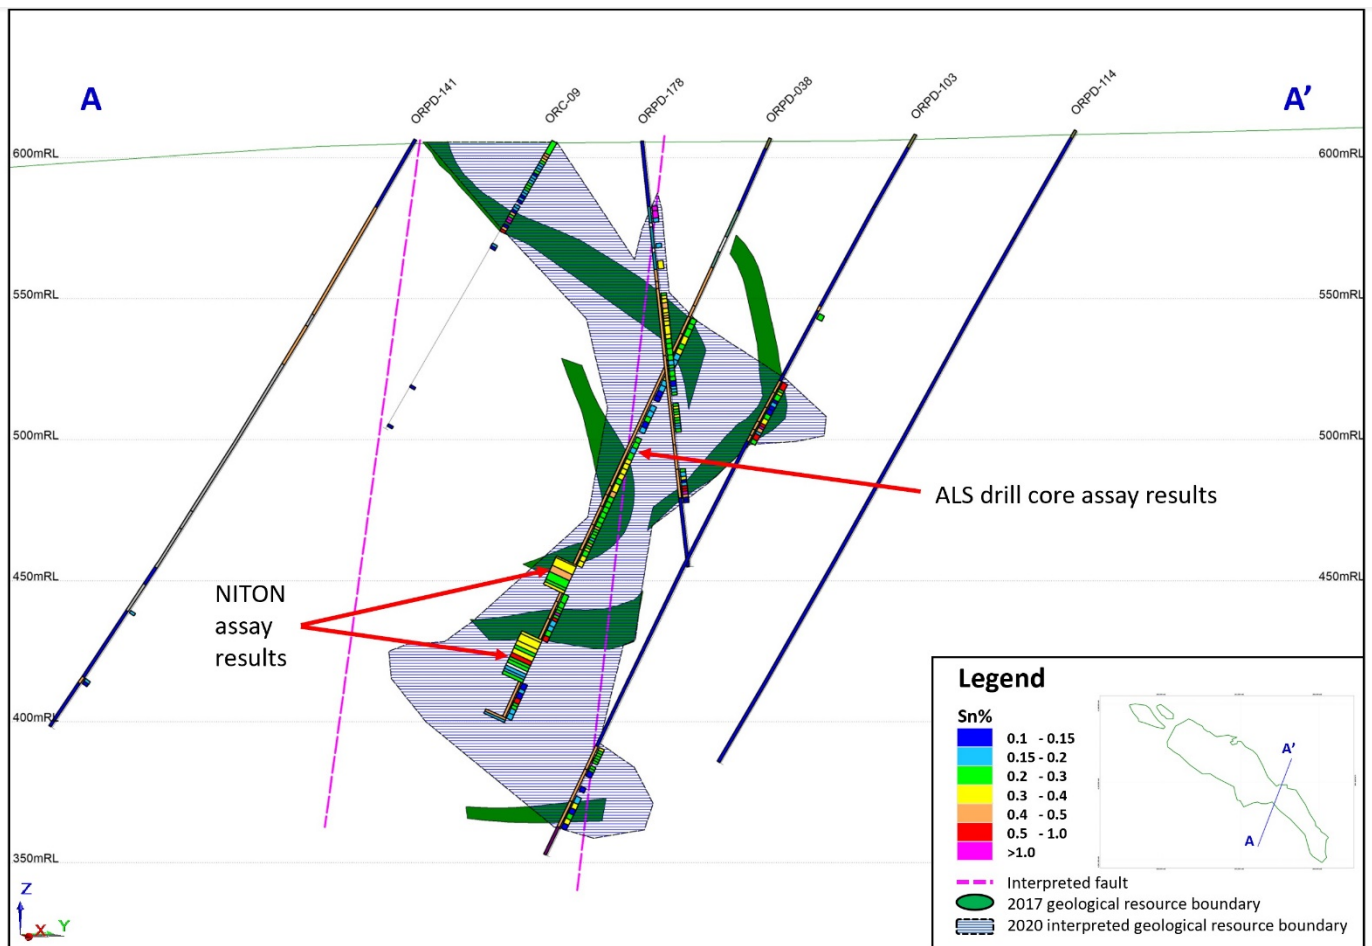 A
ORPD-141
ORC-09
ORPD-178
ORPD-038
ORPD-103
ORPD-114
A’
600mRL
600mRL
550mRL
550mRL
500mRL
500mRL
ALS drill core assay results
450mRL
450mRL
NITON
assay
results
400mRL
350mRL
Legend
Sn%
0.1 - 0.15
0.15 - 0.2
0.2 - 0.3
0.3 - 0.4
0.4 - 0.5
0.5 - 1.0
>1.0
A’
A
Interpreted fault
2017 geological resource boundary
2020 interpreted geological resource boundary
Z
X
Y